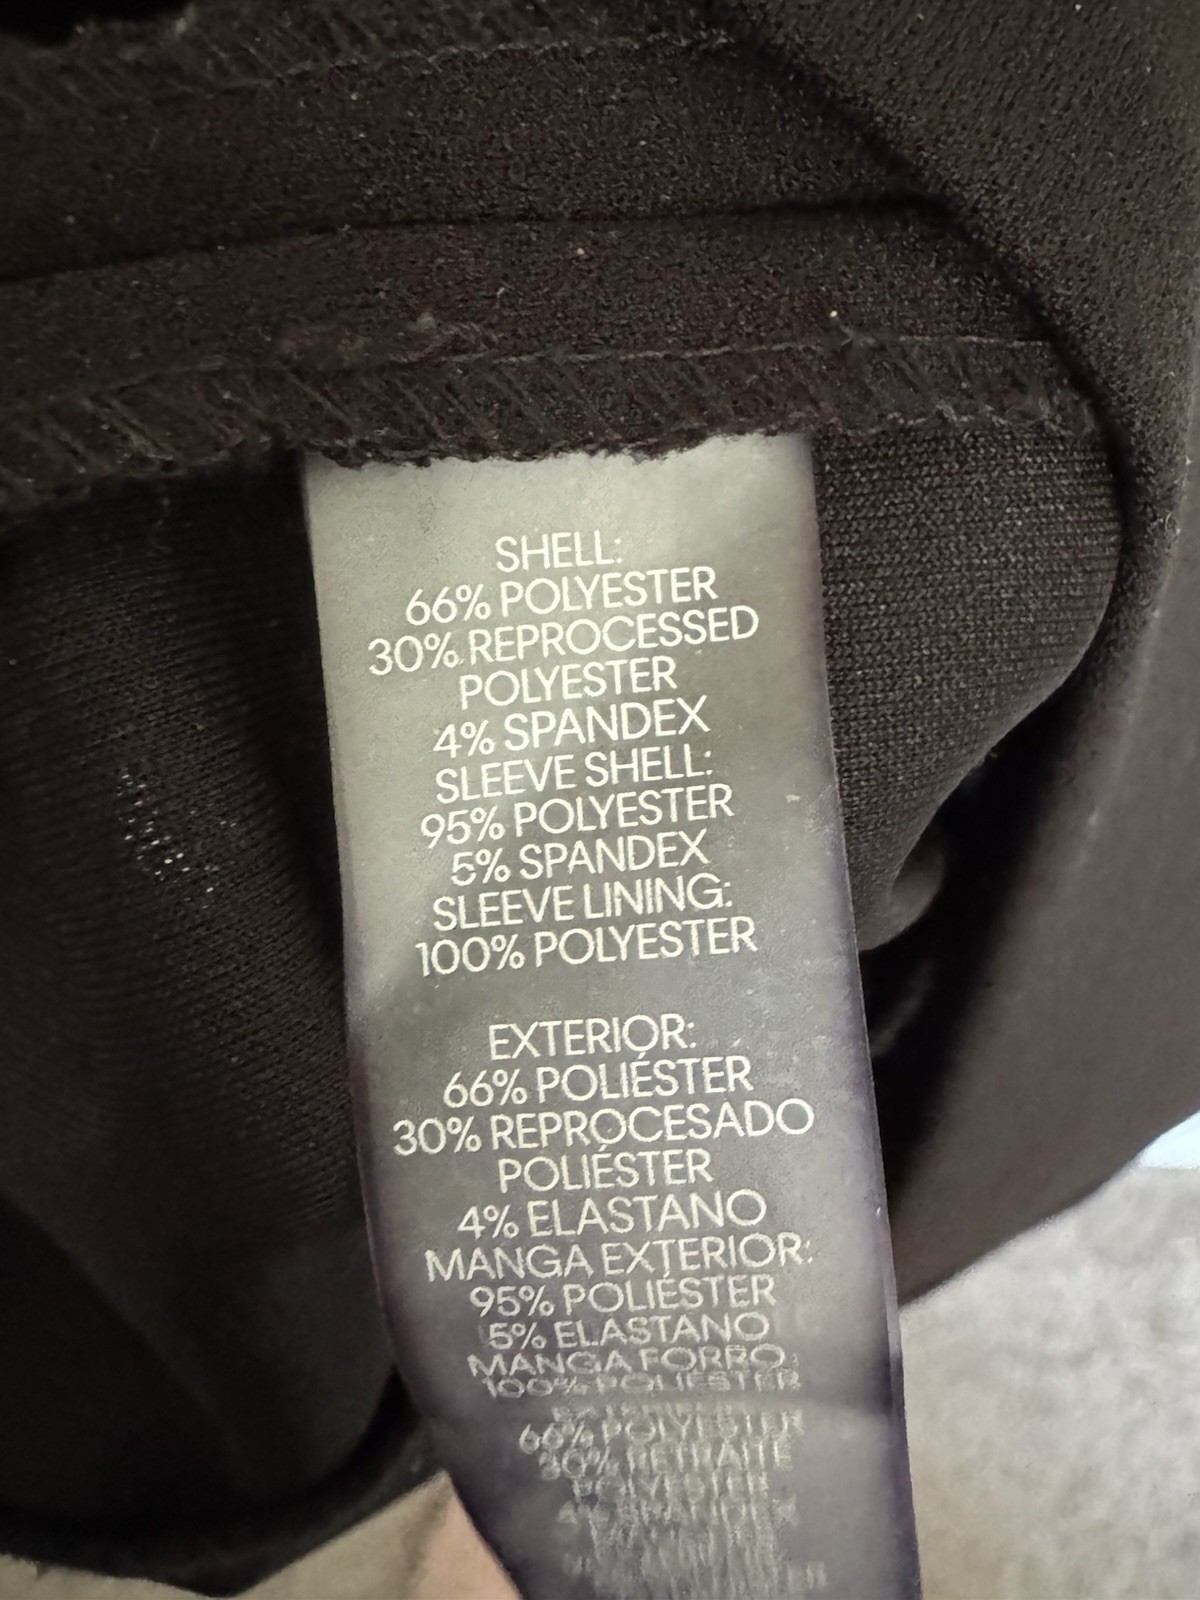 SHELL:
66% POLYESTER
30% REPROCESSED
POLYESTER
4% SPANDEX
SLEEVE SHELL:
95% POLYESTER
5% SPANDEX
SLEEVE LINING:
100% POLYESTER
EXTERIOR:
66% POLIÉSTER
30% REPROCESADO
POLIÉSTER
4% ELASTANO
MANGA EXTERIOR:
95% POLIÉSTER
5% ELASTANO
MANGA FORRO:
100% POLIÉSTER
66% POLYESTER
30% RETRAITÉ